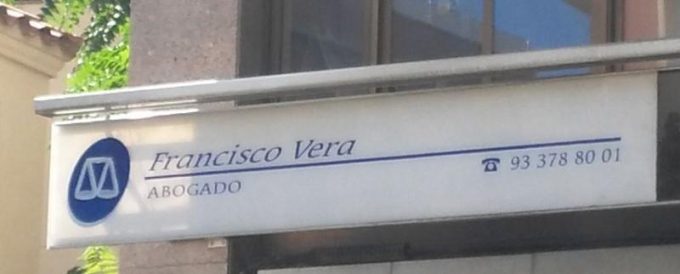 Francisco Vera
ABOGADO
☎ 93 378 80 01